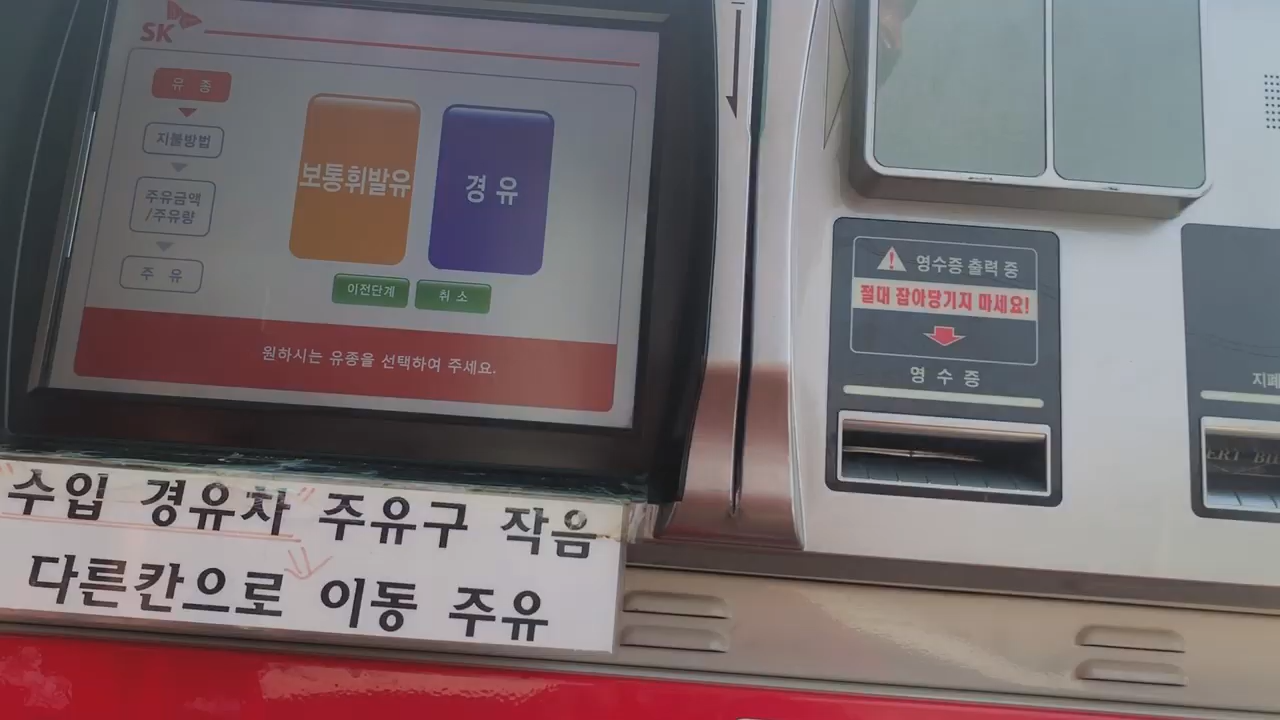 SK
유 종
지불방법
주유금액
/주유량
주 유
보통휘발유
경 유
이전단계
취 소
원하시는 유종을 선택하여 주세요.
"수입 경유차" 주유구 작음
다른칸으로 이동 주유
영수증 출력 중
절대 잡아당기지 마세요!
영 수 증
지폐